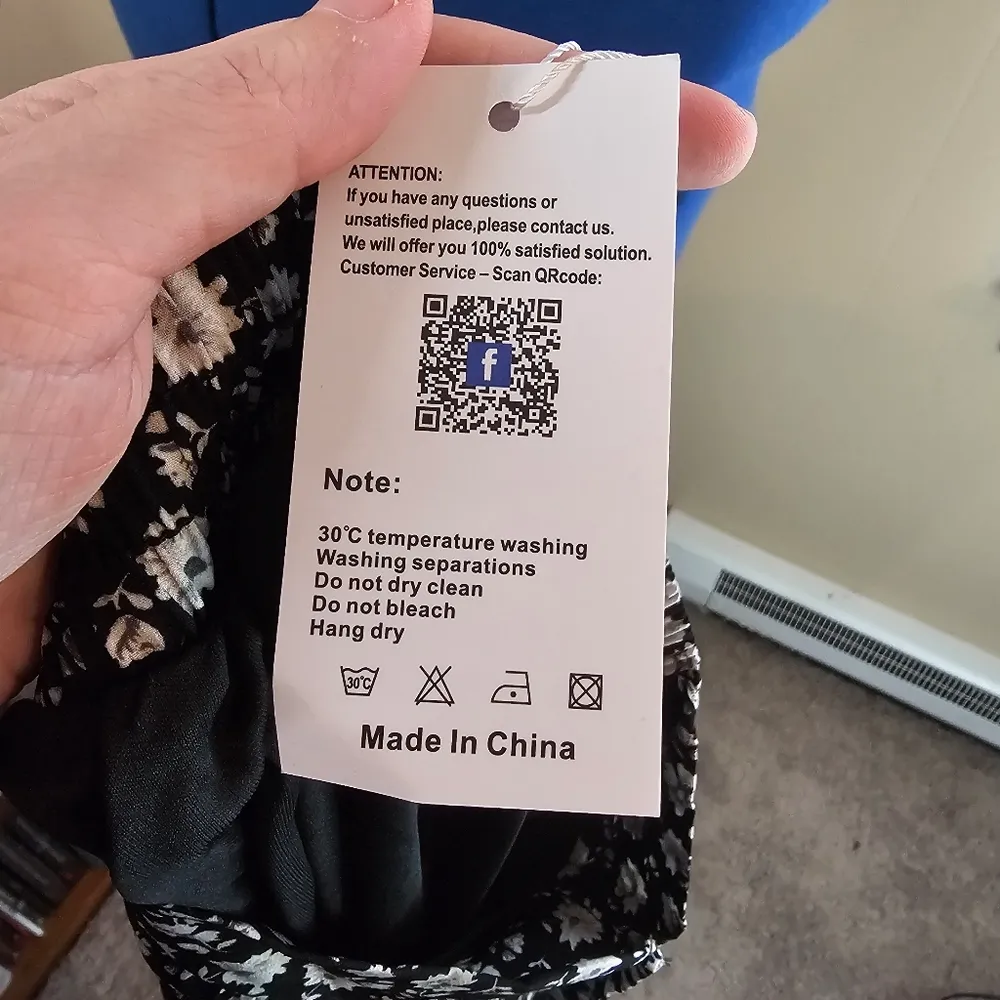 ATTENTION:
If you have any questions or
unsatisfied place,please contact us.
We will offer you 100% satisfied solution.
Customer Service – Scan QRcode:
f
Note:
30℃ temperature washing
Washing separations
Do not dry clean
Do not bleach
Hang dry
30℃
Made In China